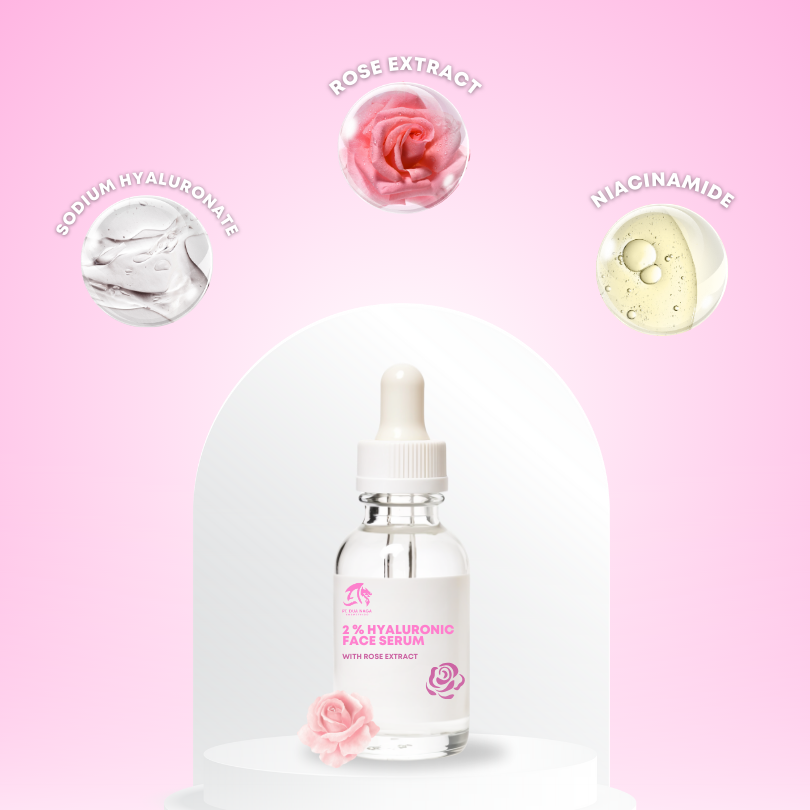 ROSE EXTRACT
SODIUM HYALURONATE
NIACINAMIDE
2 % HYALURONIC
FACE SERUM
WITH ROSE EXTRACT